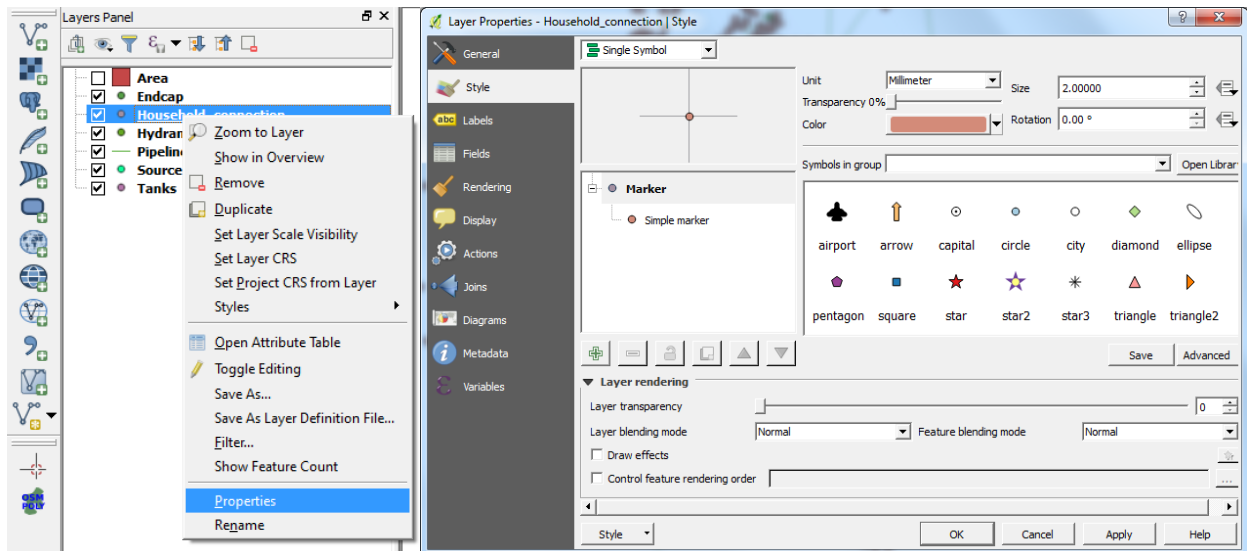 Layers Panel
Area
Endcap
Household_connection
Hydran
Pipelin
Source
Tanks
Zoom to Layer
Show in Overview
Remove
Duplicate
Set Layer Scale Visibility
Set Layer CRS
Set Project CRS from Layer
Styles
Open Attribute Table
Toggle Editing
Save As...
Save As Layer Definition File...
Filter...
Show Feature Count
Properties
Rename
OSM
POLY
Layer Properties - Household_connection | Style
General
Style
abc Labels
Fields
Rendering
Display
Actions
Joins
Diagrams
Metadata
Variables
Single Symbol
Unit Millimeter Size 2.00000
Transparency 0%
Color Rotation 0.00 °
Symbols in group Open Librar
Marker
Simple marker
airport arrow capital circle city diamond ellipse
pentagon square star star2 star3 triangle triangle2
Save Advanced
Layer rendering
Layer transparency 0
Layer blending mode Normal Feature blending mode Normal
Draw effects
Control feature rendering order ...
Style OK Cancel Apply Help